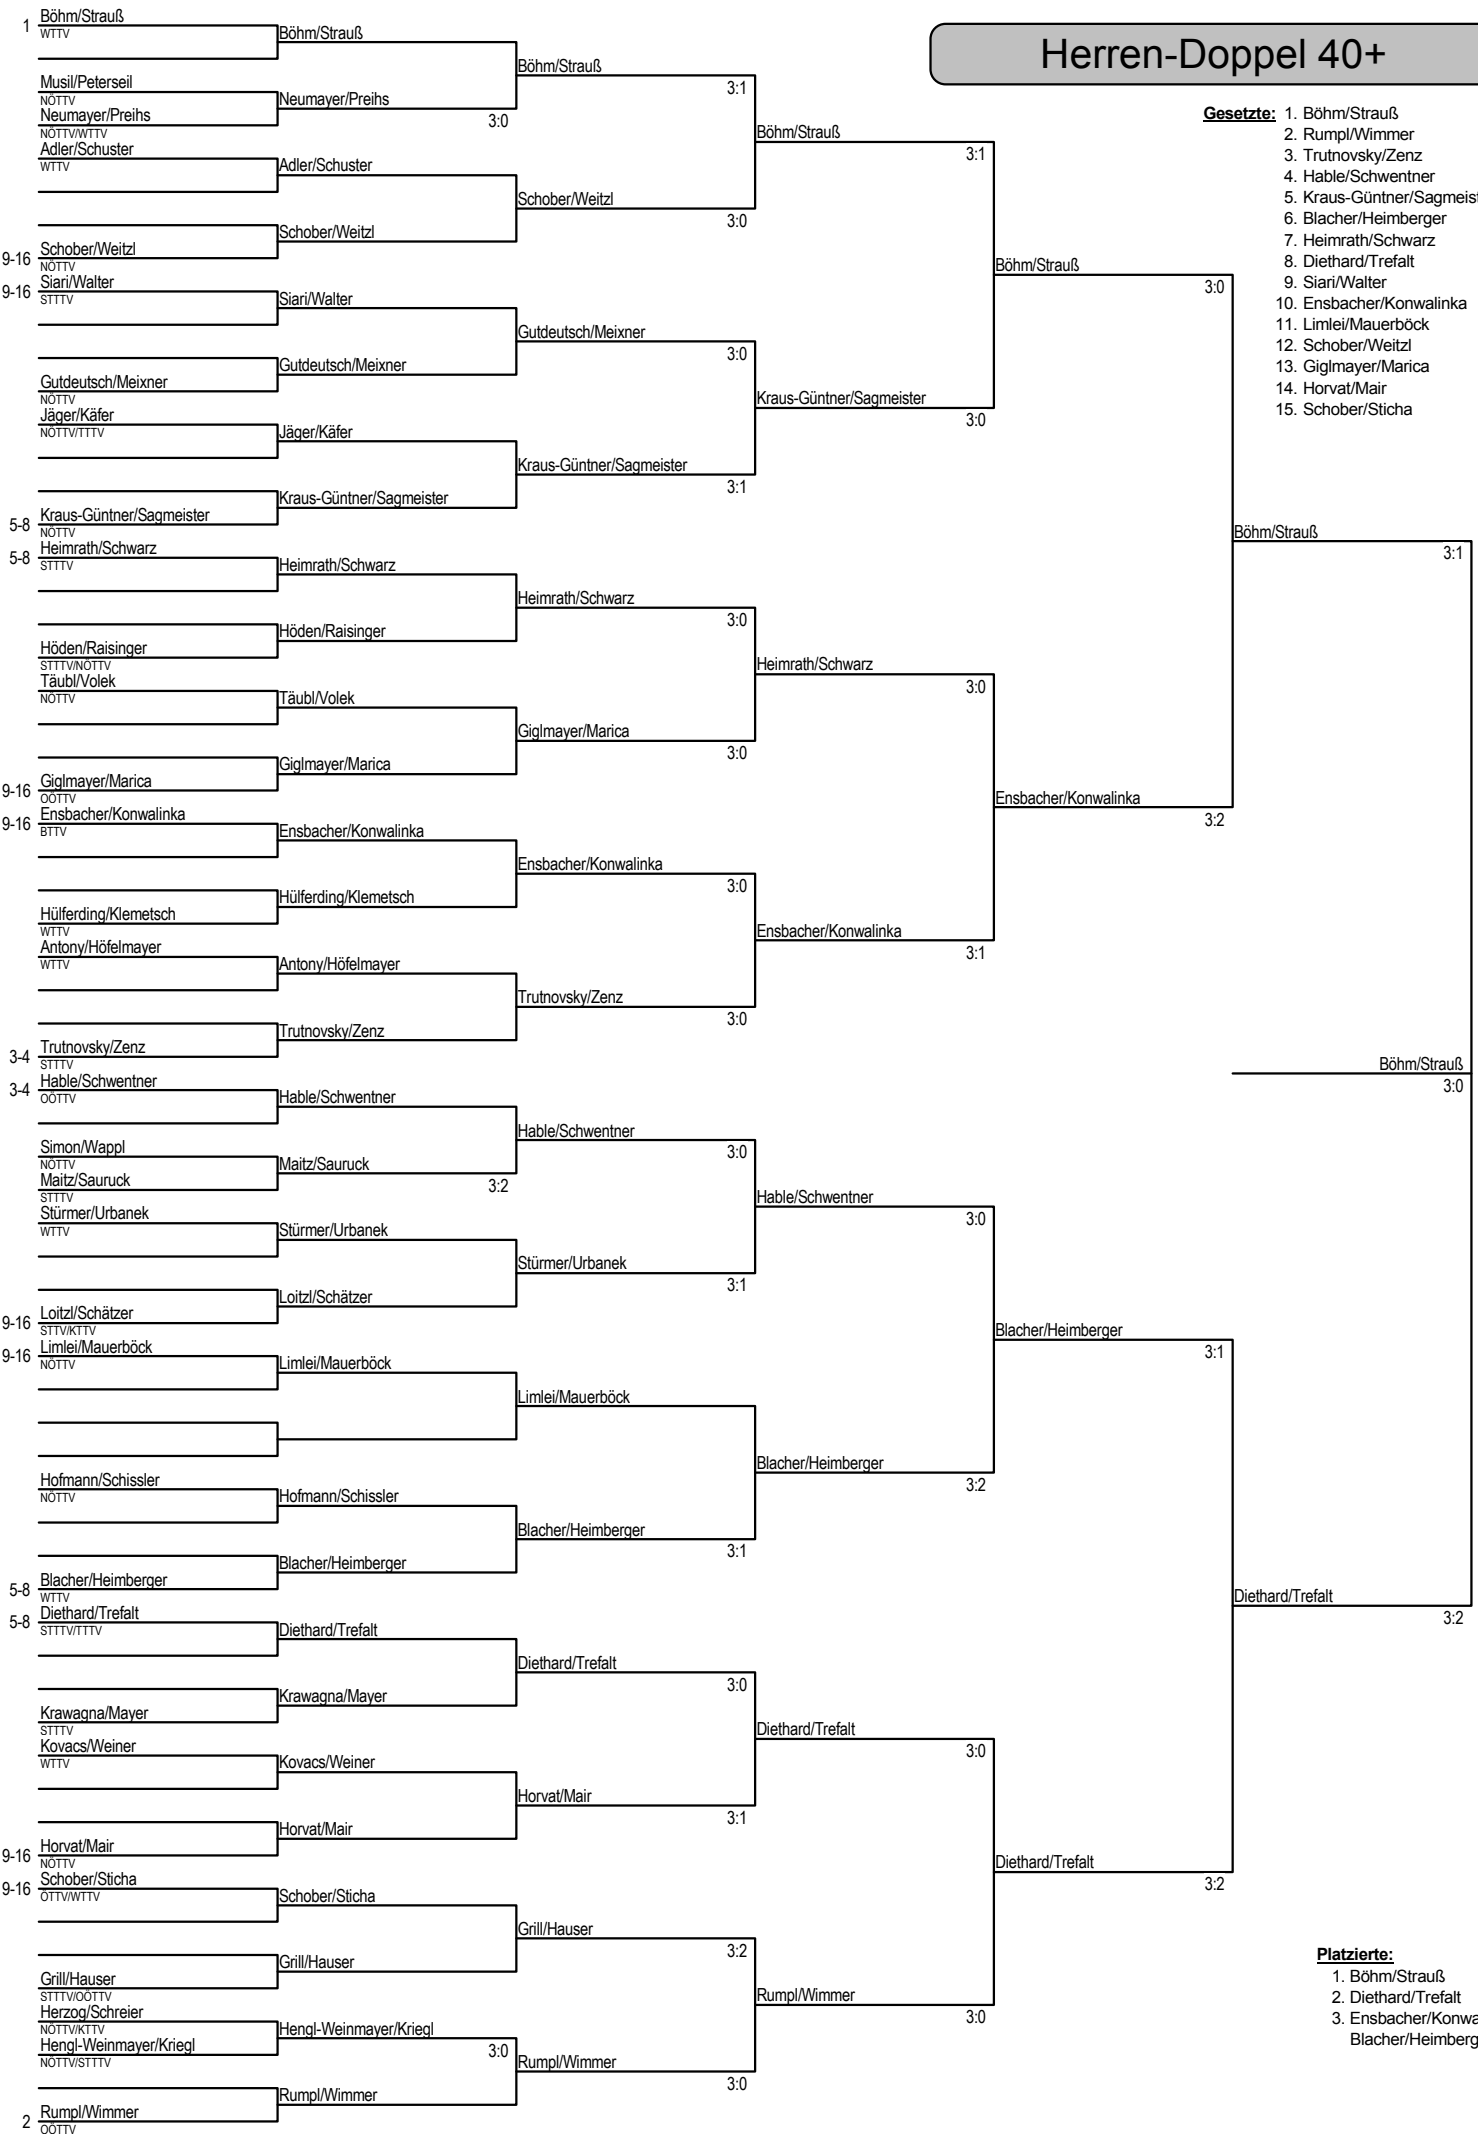 Herren-Doppel 40+
Gesetzte: 1. Böhm/Strauß
2. Rumpl/Wimmer
3. Trutnovsky/Zenz
4. Hable/Schwentner
5. Kraus-Güntner/Sagmeist
6. Blacher/Heimberger
7. Heimrath/Schwarz
8. Diethard/Trefalt
9. Siari/Walter
10. Ensbacher/Konwalinka
11. Limlei/Mauerböck
12. Schober/Weitzl
13. Giglmayer/Marica
14. Horvat/Mair
15. Schober/Sticha
1 Böhm/Strauß
WTTV
Musil/Peterseil
NÖTTV
Neumayer/Preihs
NÖTTV/WTTV
Adler/Schuster
WTTV
9-16 Schober/Weitzl
NÖTTV
9-16 Siari/Walter
STTTV
Gutdeutsch/Meixner
NÖTTV
Jäger/Käfer
NÖTTV/TTTV
5-8 Kraus-Güntner/Sagmeister
NÖTTV
5-8 Heimrath/Schwarz
STTTV
Höden/Raisinger
STTTV/NÖTTV
Täubl/Volek
NÖTTV
9-16 Giglmayer/Marica
OÖTTV
9-16 Ensbacher/Konwalinka
BTTV
Hülferding/Klemetsch
WTTV
Antony/Höfelmayer
WTTV
3-4 Trutnovsky/Zenz
STTTV
3-4 Hable/Schwentner
OÖTTV
Simon/Wappl
NÖTTV
Maitz/Sauruck
STTTV
Stürmer/Urbanek
WTTV
9-16 Loitzl/Schätzer
STTV/KTTV
9-16 Limlei/Mauerböck
NÖTTV
Hofmann/Schissler
NÖTTV
5-8 Blacher/Heimberger
WTTV
5-8 Diethard/Trefalt
STTTV/TTTV
Krawagna/Mayer
STTTV
Kovacs/Weiner
WTTV
9-16 Horvat/Mair
NÖTTV
9-16 Schober/Sticha
ÖTTV/WTTV
Grill/Hauser
STTTV/OÖTTV
Herzog/Schreier
NÖTTV/KTTV
Hengl-Weinmayer/Kriegl
NÖTTV/STTTV
2 Rumpl/Wimmer
OÖTTV
Böhm/Strauß
Neumayer/Preihs
3:0
Adler/Schuster
Schober/Weitzl
Siari/Walter
Gutdeutsch/Meixner
Jäger/Käfer
Kraus-Güntner/Sagmeister
Heimrath/Schwarz
Höden/Raisinger
Täubl/Volek
Giglmayer/Marica
Ensbacher/Konwalinka
Hülferding/Klemetsch
Antony/Höfelmayer
Trutnovsky/Zenz
Hable/Schwentner
Maitz/Sauruck
3:2
Stürmer/Urbanek
Loitzl/Schätzer
Limlei/Mauerböck
Hofmann/Schissler
Blacher/Heimberger
Diethard/Trefalt
Krawagna/Mayer
Kovacs/Weiner
Horvat/Mair
Schober/Sticha
Grill/Hauser
Hengl-Weinmayer/Kriegl
3:0
Rumpl/Wimmer
Böhm/Strauß
3:1
Schober/Weitzl
3:0
Gutdeutsch/Meixner
3:0
Kraus-Güntner/Sagmeister
3:1
Heimrath/Schwarz
3:0
Giglmayer/Marica
3:0
Ensbacher/Konwalinka
3:0
Trutnovsky/Zenz
3:0
Hable/Schwentner
3:0
Stürmer/Urbanek
3:1
Limlei/Mauerböck
Blacher/Heimberger
3:1
Diethard/Trefalt
3:0
Horvat/Mair
3:1
Grill/Hauser
3:2
Rumpl/Wimmer
3:0
Böhm/Strauß
3:1
Kraus-Güntner/Sagmeister
3:0
Heimrath/Schwarz
3:0
Ensbacher/Konwalinka
3:1
Hable/Schwentner
3:0
Blacher/Heimberger
3:2
Diethard/Trefalt
3:0
Rumpl/Wimmer
3:0
Böhm/Strauß
3:0
Ensbacher/Konwalinka
3:2
Blacher/Heimberger
3:1
Diethard/Trefalt
3:2
Böhm/Strauß
3:1
Diethard/Trefalt
3:2
Böhm/Strauß
3:0
Platzierte:
1. Böhm/Strauß
2. Diethard/Trefalt
3. Ensbacher/Konwa
Blacher/Heimberg